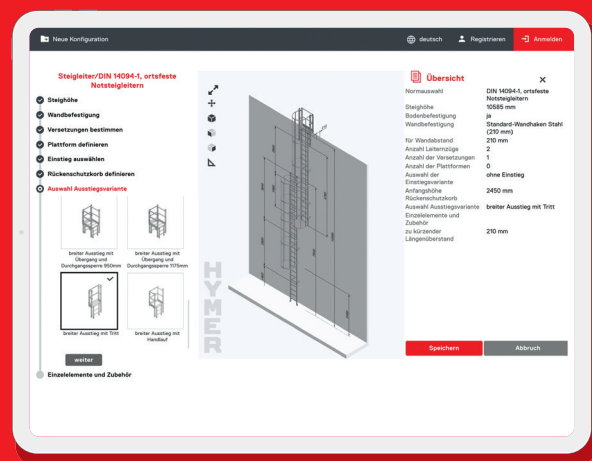 Neue Konfiguration
deutsch
Registrieren
Anmelden
Steigleiter/DIN 14094-1, ortsfeste
Notsteigleitern
Steighöhe
Wandbefestigung
Versetzungen bestimmen
Plattform definieren
Einstieg auswählen
Rückenschutzkorb definieren
Auswahl Ausstiegsvariante
breiter Ausstieg mit
Übergang und
Durchgangssperre 950mm
breiter Ausstieg mit
Übergang und
Durchgangssperre 1175mm
breiter Ausstieg mit Tritt
breiter Ausstieg mit
Handlauf
weiter
Einzelelemente und Zubehör
HYMER
Übersicht
Normauswahl DIN 14094-1, ortsfeste
Notsteigleitern
Steighöhe 10585 mm
Bodenbefestigung ja
Wandbefestigung Standard-Wandhaken Stahl
(210 mm)
für Wandabstand 210 mm
Anzahl Leiternzüge 2
Anzahl der Versetzungen 1
Anzahl der Plattformen 0
Auswahl der ohne Einstieg
Einstiegsvariante
Anfangshöhe 2450 mm
Rückenschutzkorb
Auswahl Ausstiegsvariante breiter Ausstieg mit Tritt
Einzelelemente und
Zubehör
zu kürzender 210 mm
Längenüberstand
Speichern
Abbruch